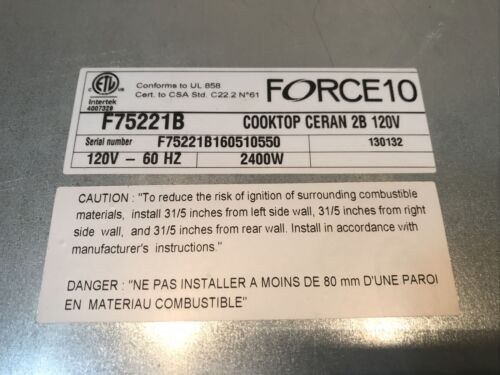 ETL
Intertek
4007328
Conforms to UL 858
Cert. to CSA Std. C22.2 N°61
FORCE10
F75221B COOKTOP CERAN 2B 120V
Serial number F75221B160510550 130132
120V – 60 HZ 2400W
CAUTION : "To reduce the risk of ignition of surrounding combustible
materials, install 31/5 inches from left side wall, 31/5 inches from right
side wall, and 31/5 inches from rear wall. Install in accordance with
manufacturer's instructions."
DANGER : "NE PAS INSTALLER A MOINS DE 80 mm D'UNE PAROI
EN MATERIAU COMBUSTIBLE"